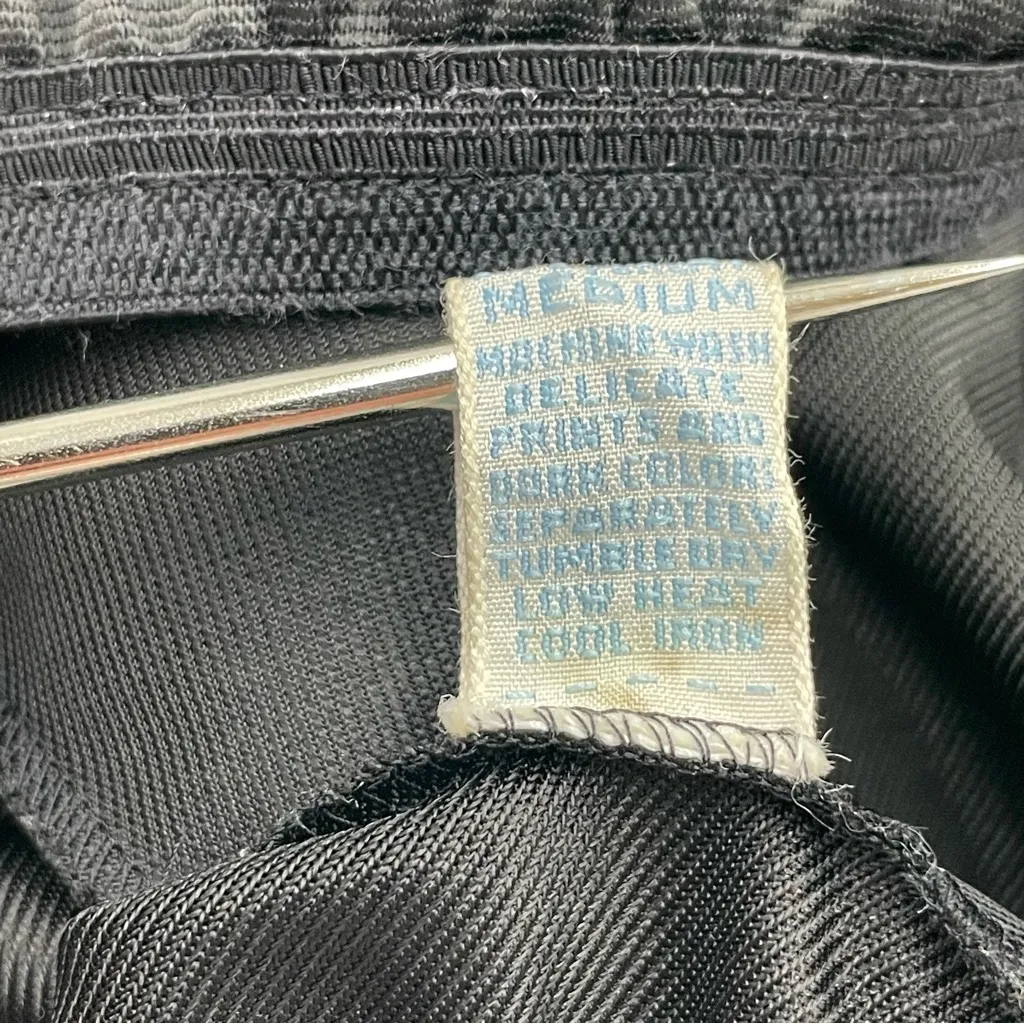 MEDIUM
MACHINE WASH
DELICATE
PRINTS AND
DARK COLORS
SEPARATELY
TUMBLE DRY
LOW HEAT
COOL IRON